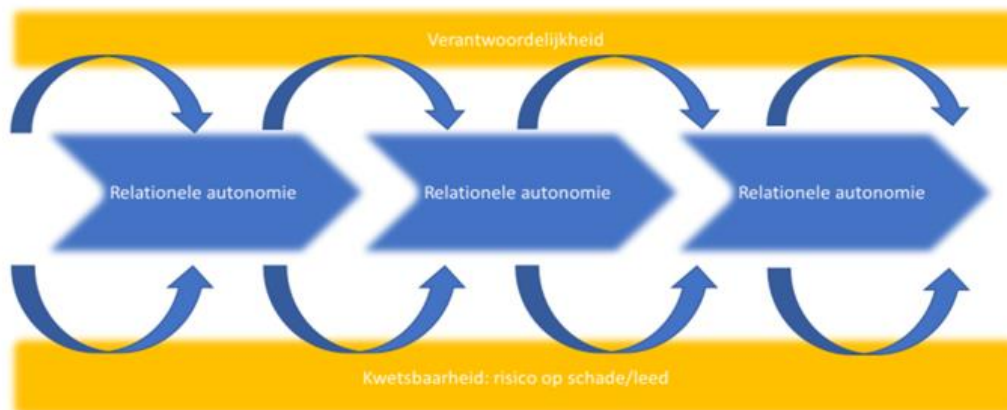 Verantwoordelijkheid
Relationele autonomie
Relationele autonomie
Relationele autonomie
Kwetsbaarheid: risico op schade/leed